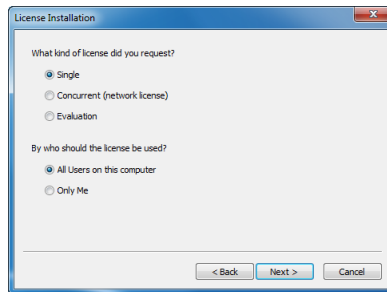 License Installation
What kind of license did you request?
Single
Concurrent (network license)
Evaluation
By who should the license be used?
All Users on this computer
Only Me
< Back Next > Cancel